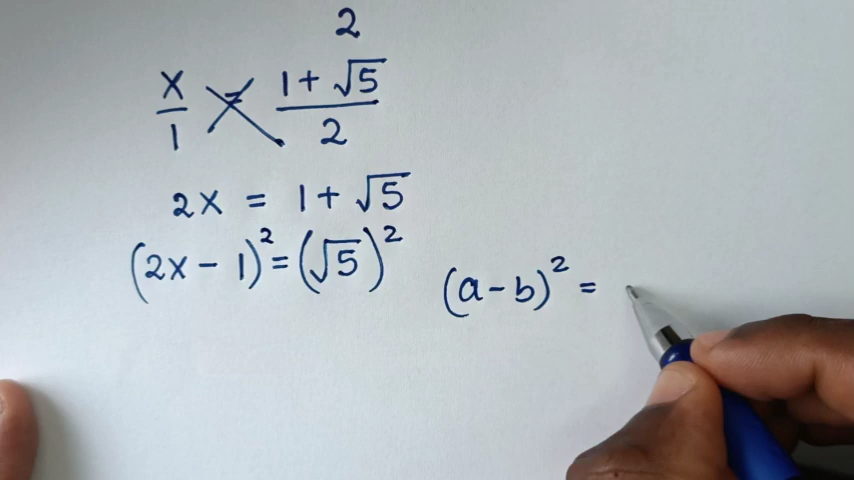 2
x/1 = (1 + √5)/2
2x = 1 + √5
(2x - 1)² = (√5)²
(a - b)² =